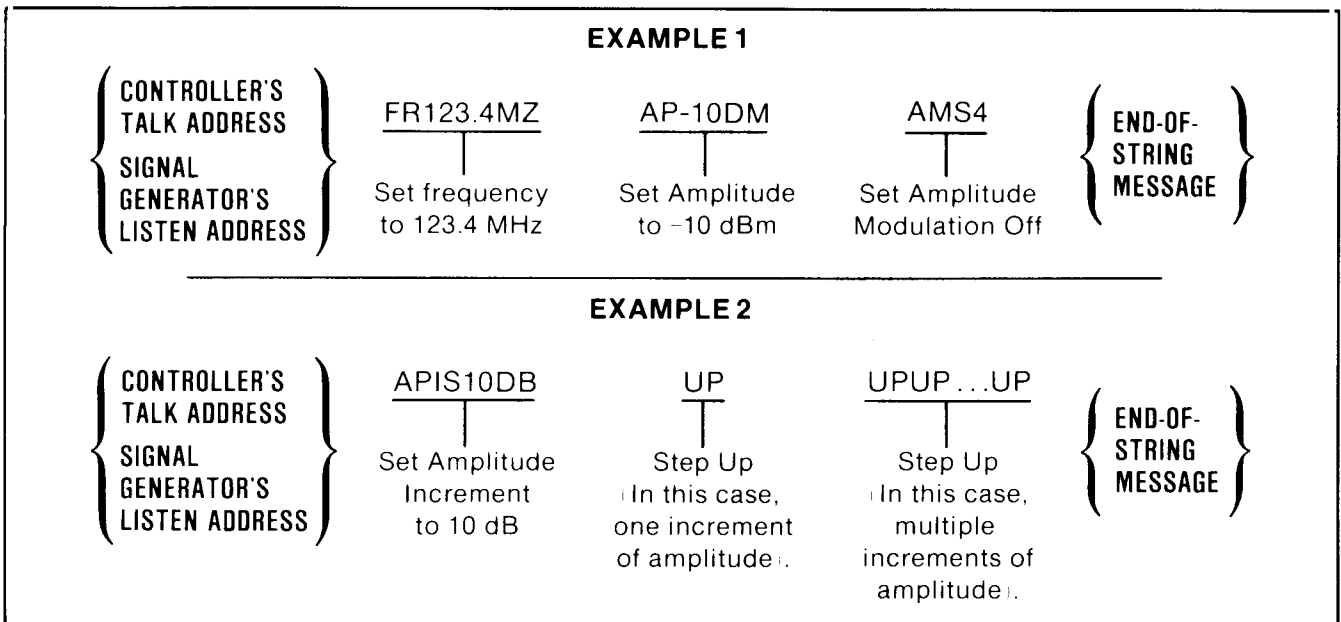 EXAMPLE 1
CONTROLLER'S
TALK ADDRESS
SIGNAL
GENERATOR'S
LISTEN ADDRESS
FR123.4MZ
Set frequency
to 123.4 MHz
AP-10DM
Set Amplitude
to −10 dBm
AMS4
Set Amplitude
Modulation Off
END-OF-
STRING
MESSAGE
EXAMPLE 2
CONTROLLER'S
TALK ADDRESS
SIGNAL
GENERATOR'S
LISTEN ADDRESS
APIS10DB
Set Amplitude
Increment
to 10 dB
UP
Step Up
(In this case,
one increment
of amplitude).
UPUP...UP
Step Up
(In this case,
multiple
increments of
amplitude).
END-OF-
STRING
MESSAGE